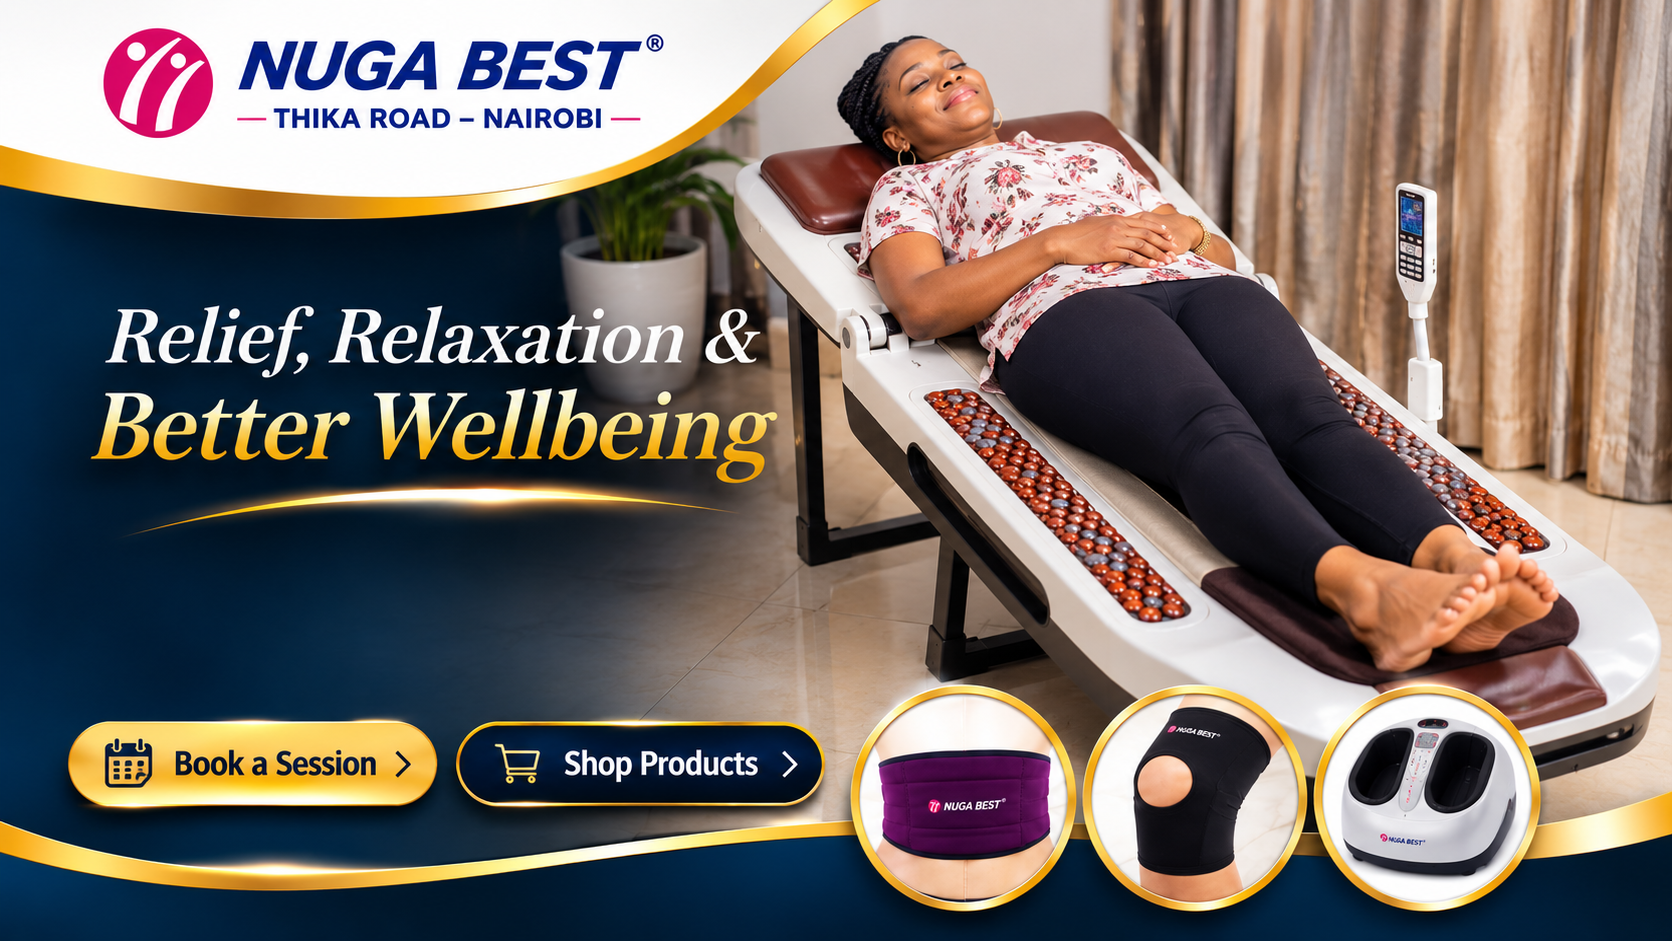 NUGA BEST®
THIKA ROAD – NAIROBI
Relief, Relaxation &
Better Wellbeing
Book a Session
Shop Products
NUGA BEST®
NUGA BEST®
NUGA BEST®